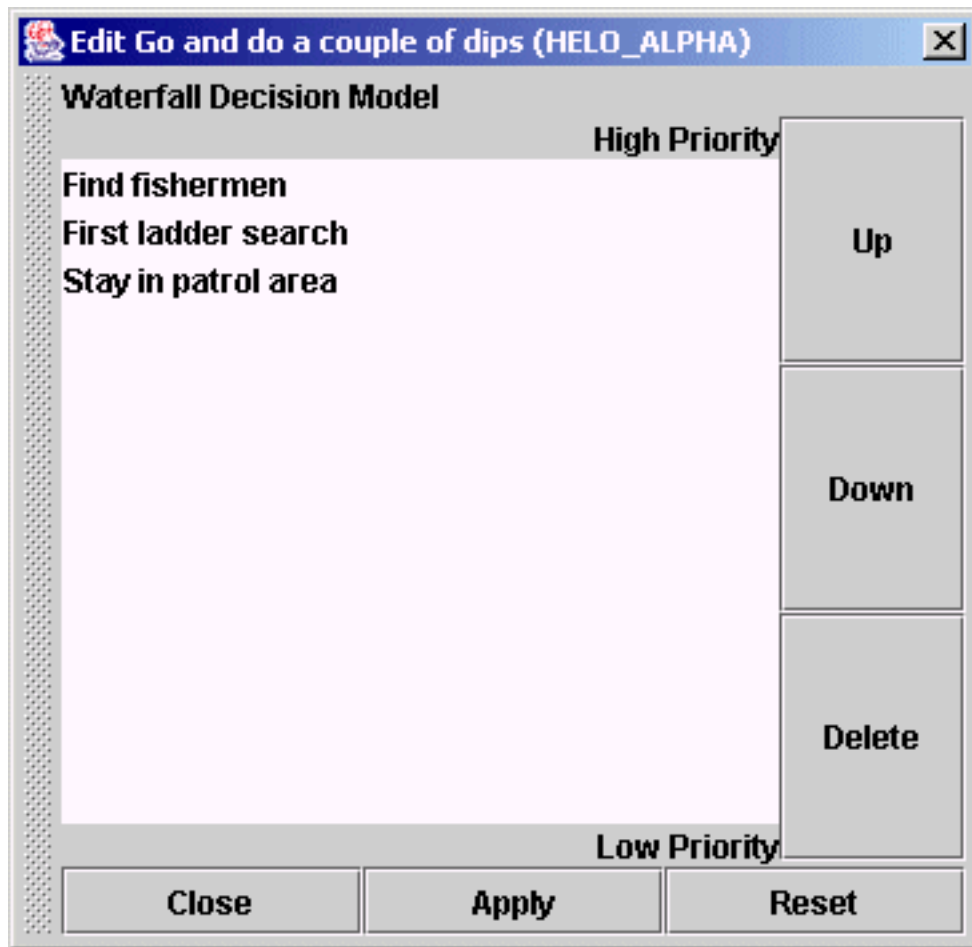 Edit Go and do a couple of dips (HELO_ALPHA)
Waterfall Decision Model
High Priority
Find fishermen
First ladder search
Stay in patrol area
Up
Down
Delete
Low Priority
Close Apply Reset